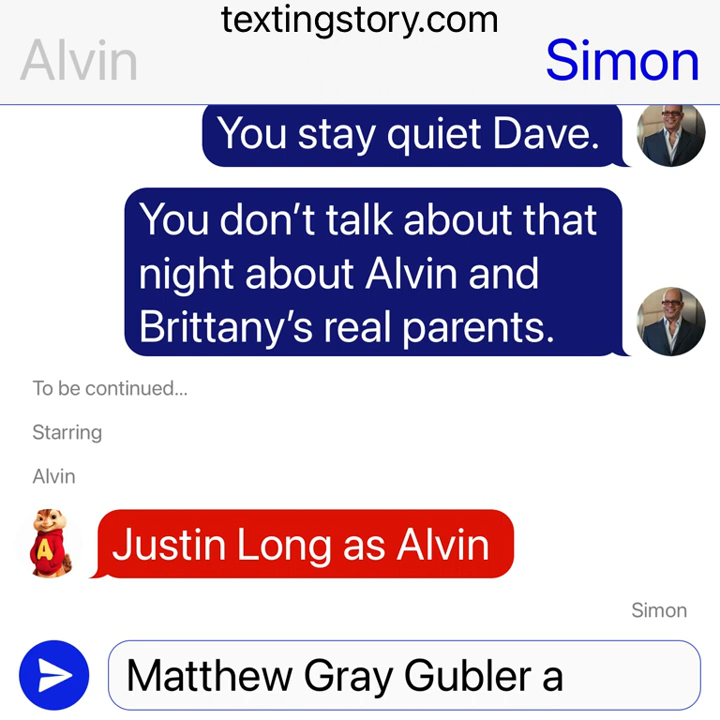 textingstory.com
Alvin
Simon
You stay quiet Dave.
You don’t talk about that
night about Alvin and
Brittany’s real parents.
To be continued...
Starring
Alvin
A
Justin Long as Alvin
Simon
Matthew Gray Gubler a